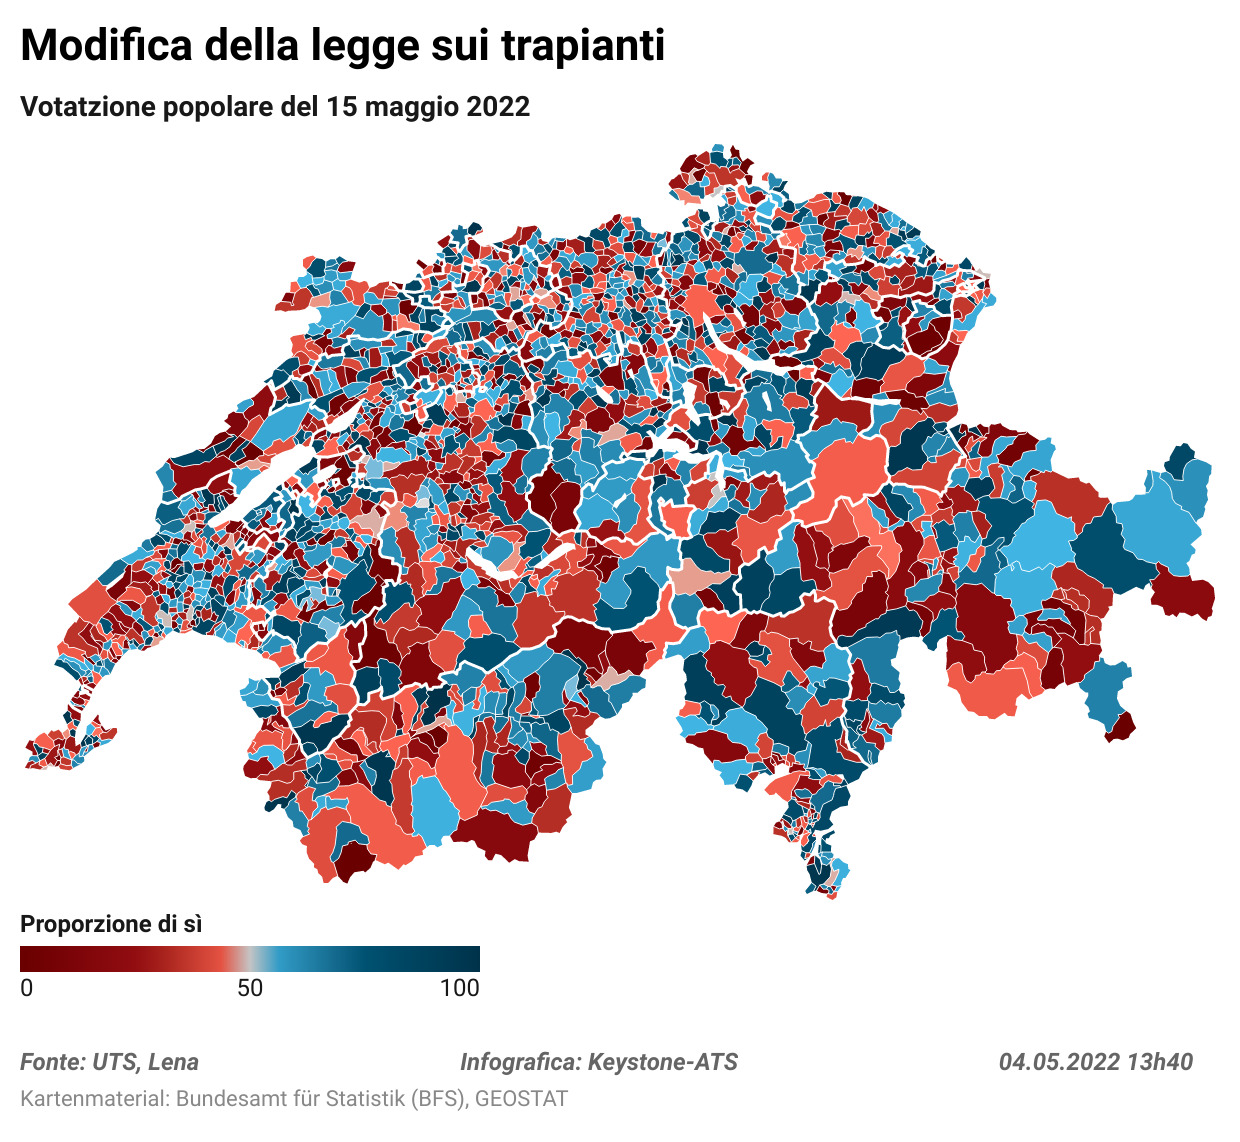 Modifica della legge sui trapianti
Votatzione popolare del 15 maggio 2022
Proporzione di sì
0 50 100
Fonte: UTS, Lena Infografica: Keystone-ATS 04.05.2022 13h40
Kartenmaterial: Bundesamt für Statistik (BFS), GEOSTAT